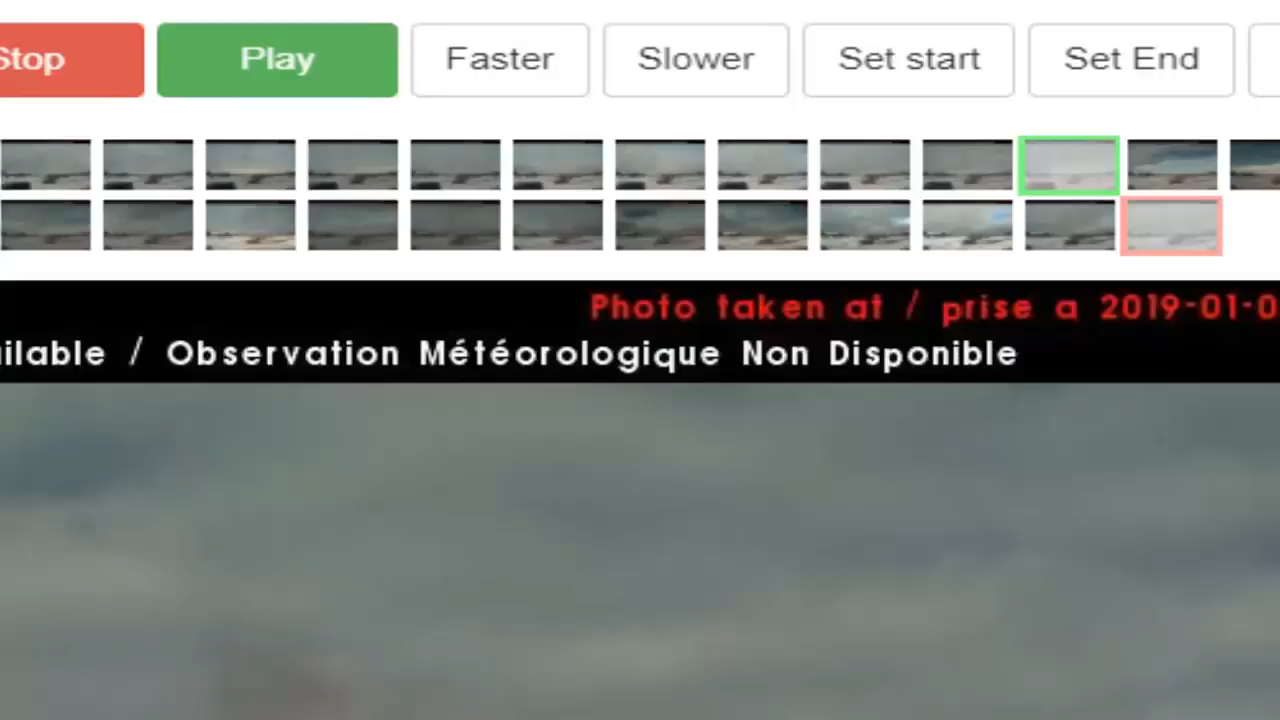 Stop Play Faster Slower Set start Set End
Photo taken at / prise a 2019-01-0
ilable / Observation Météorologique Non Disponible